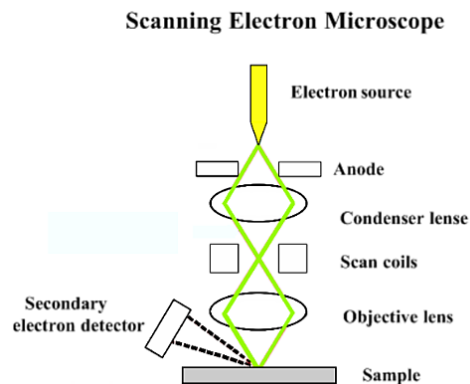 Scanning Electron Microscope
Electron source
Anode
Condenser lense
Scan coils
Secondary
electron detector
Objective lens
Sample